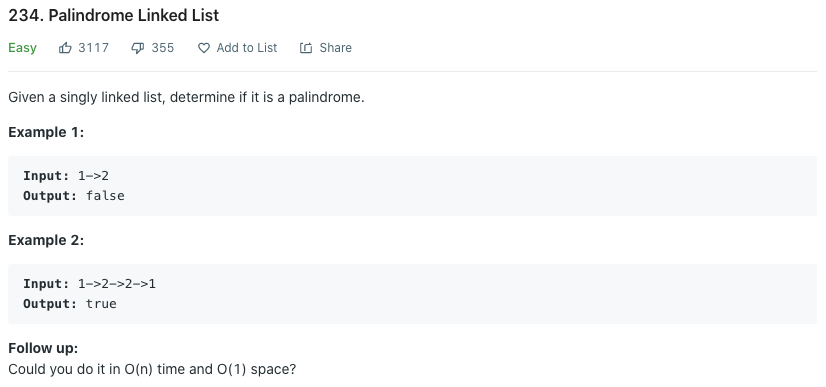 234. Palindrome Linked List
Easy 3117 355 Add to List Share
Given a singly linked list, determine if it is a palindrome.
Example 1:
Input: 1->2
Output: false
Example 2:
Input: 1->2->2->1
Output: true
Follow up:
Could you do it in O(n) time and O(1) space?